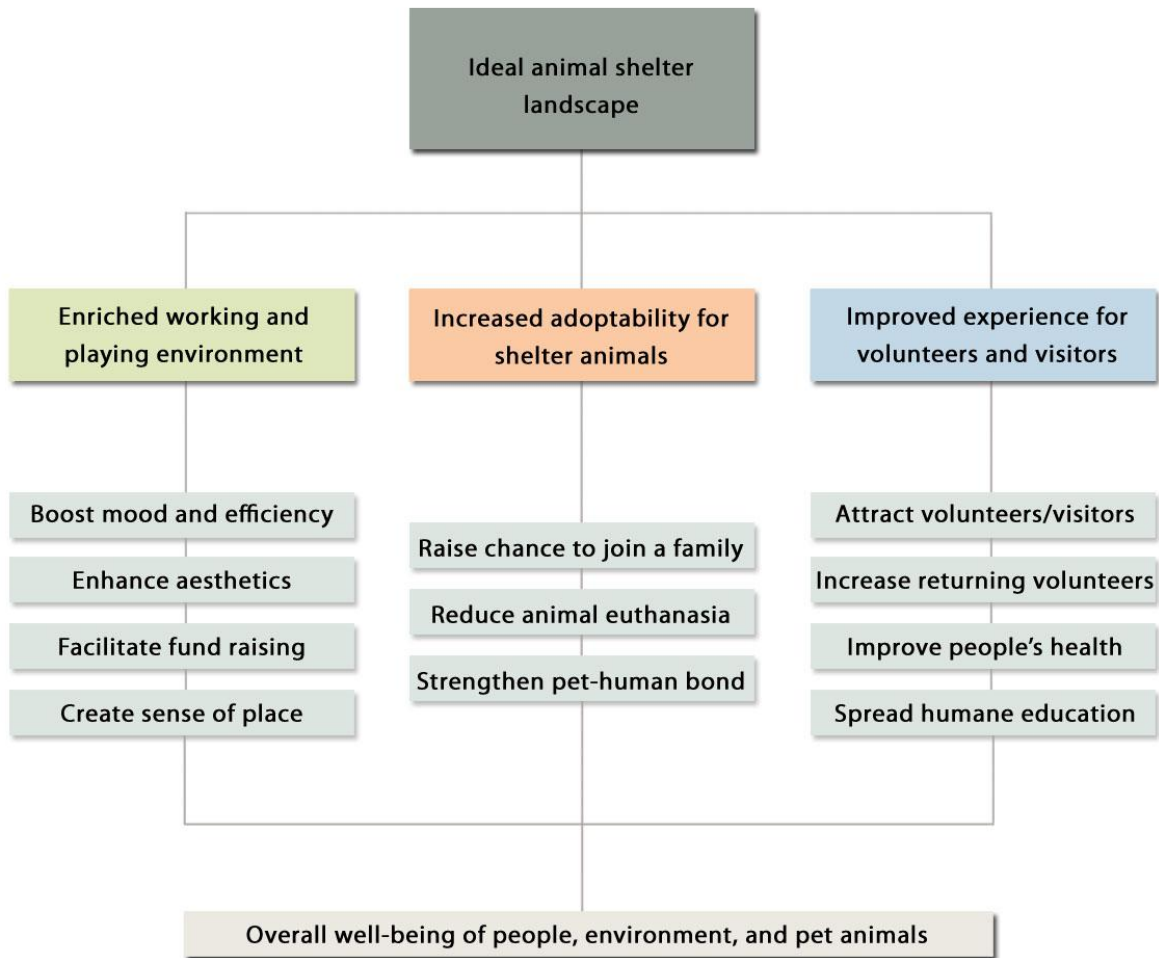 Ideal animal shelter
landscape
Enriched working and
playing environment
Boost mood and efficiency
Enhance aesthetics
Facilitate fund raising
Create sense of place
Increased adoptability for
shelter animals
Raise chance to join a family
Reduce animal euthanasia
Strengthen pet-human bond
Improved experience for
volunteers and visitors
Attract volunteers/visitors
Increase returning volunteers
Improve people’s health
Spread humane education
Overall well-being of people, environment, and pet animals